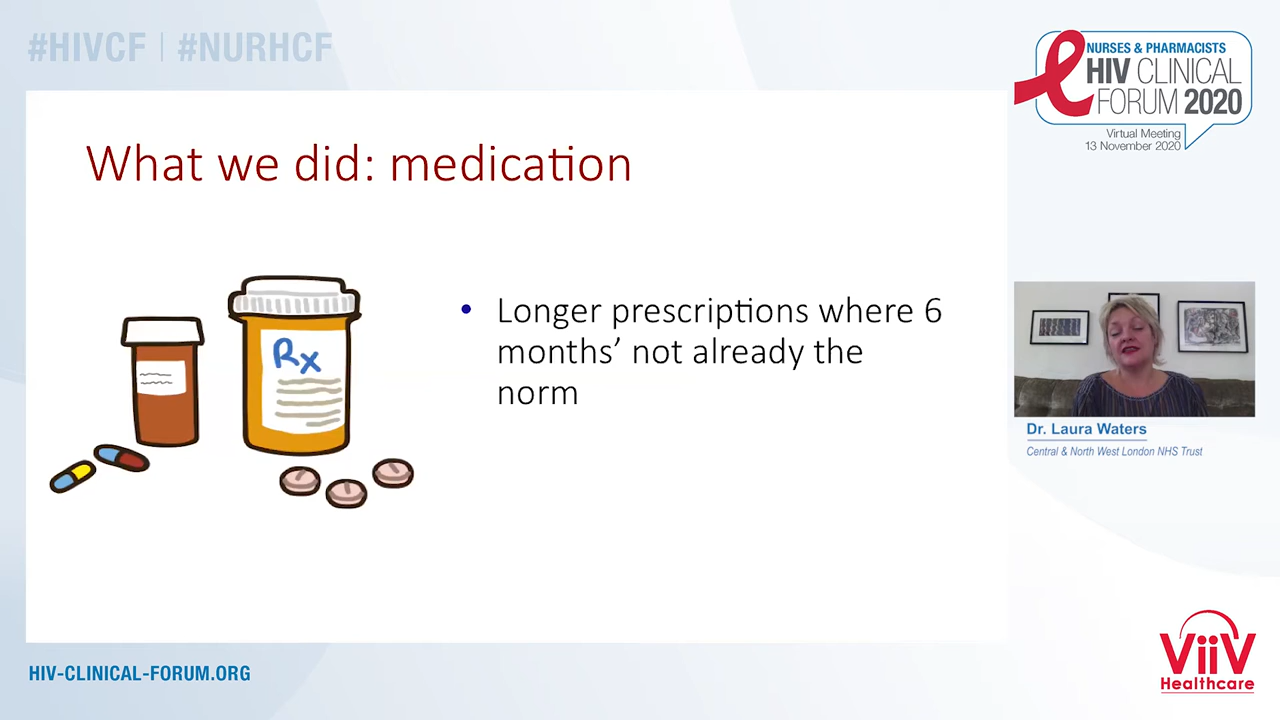 #HIVCF | #NURHCF
NURSES & PHARMACISTS
HIV CLINICAL
FORUM 2020
Virtual Meeting
13 November 2020
What we did: medication
Rx
• Longer prescriptions where 6
months’ not already the
norm
Dr. Laura Waters
Central & North West London NHS Trust
HIV-CLINICAL-FORUM.ORG
ViiV
Healthcare